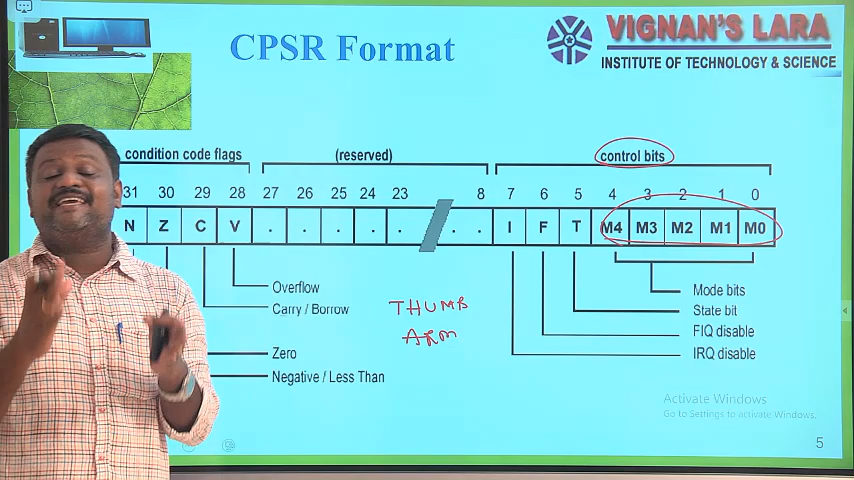 CPSR Format
VIGNAN'S LARA
INSTITUTE OF TECHNOLOGY & SCIENCE
condition code flags
(reserved)
control bits
31 30 29 28 27 26 25 24 23 8 7 6 5 4 3 2 1 0
N Z C V . . . . . . . I F T M4 M3 M2 M1 M0
Overflow
Carry / Borrow
Zero
Negative / Less Than
THUMB
ARM
Mode bits
State bit
FIQ disable
IRQ disable
Activate Windows
Go to Settings to activate Windows.
5